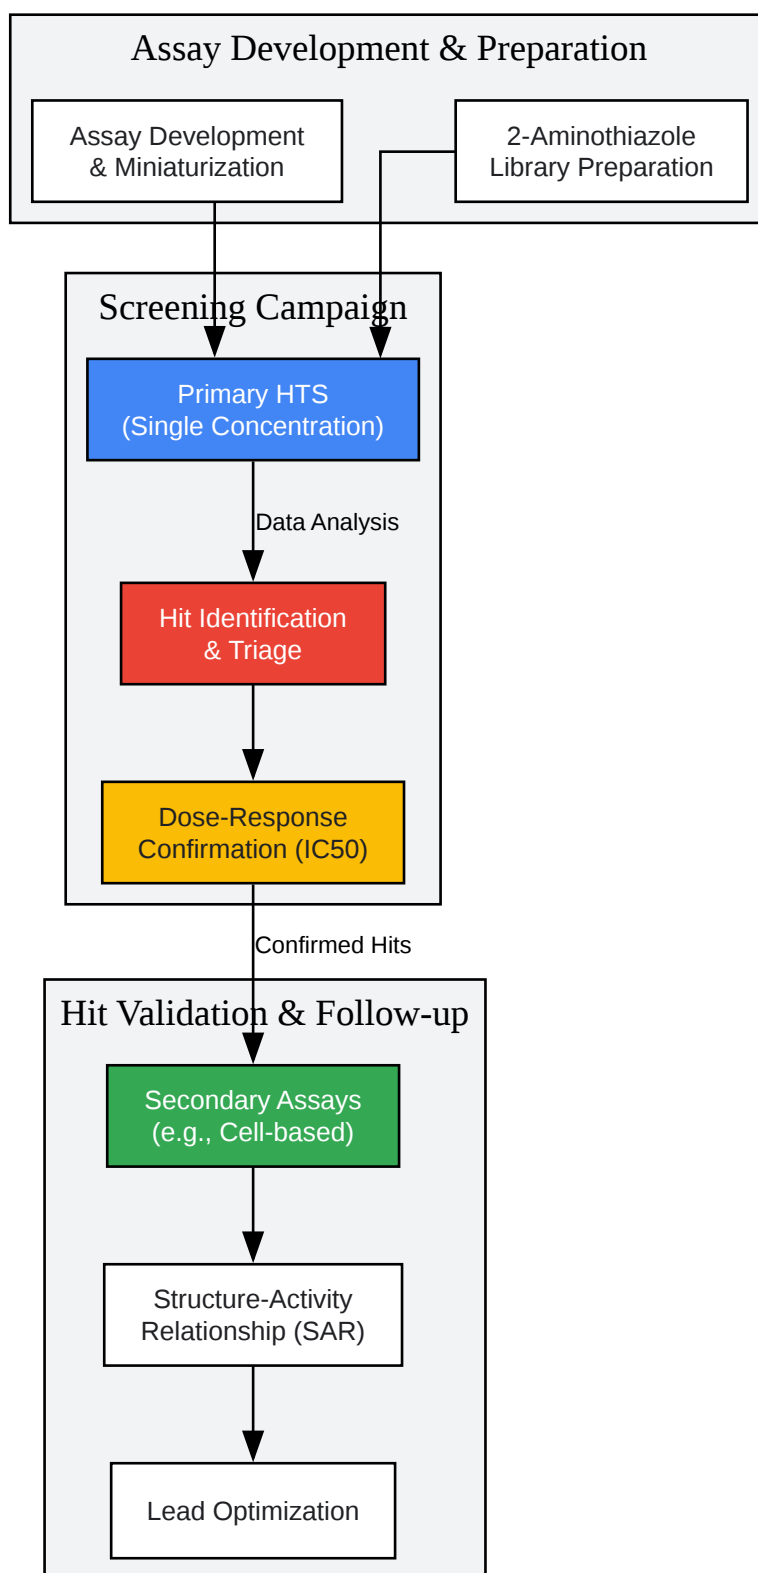 Assay Development & Preparation
Assay Development
& Miniaturization
2-Aminothiazole
Library Preparation
Screening Campaign
Primary HTS
(Single Concentration)
Data Analysis
Hit Identification
& Triage
Dose-Response
Confirmation (IC50)
Confirmed Hits
Hit Validation & Follow-up
Secondary Assays
(e.g., Cell-based)
Structure-Activity
Relationship (SAR)
Lead Optimization